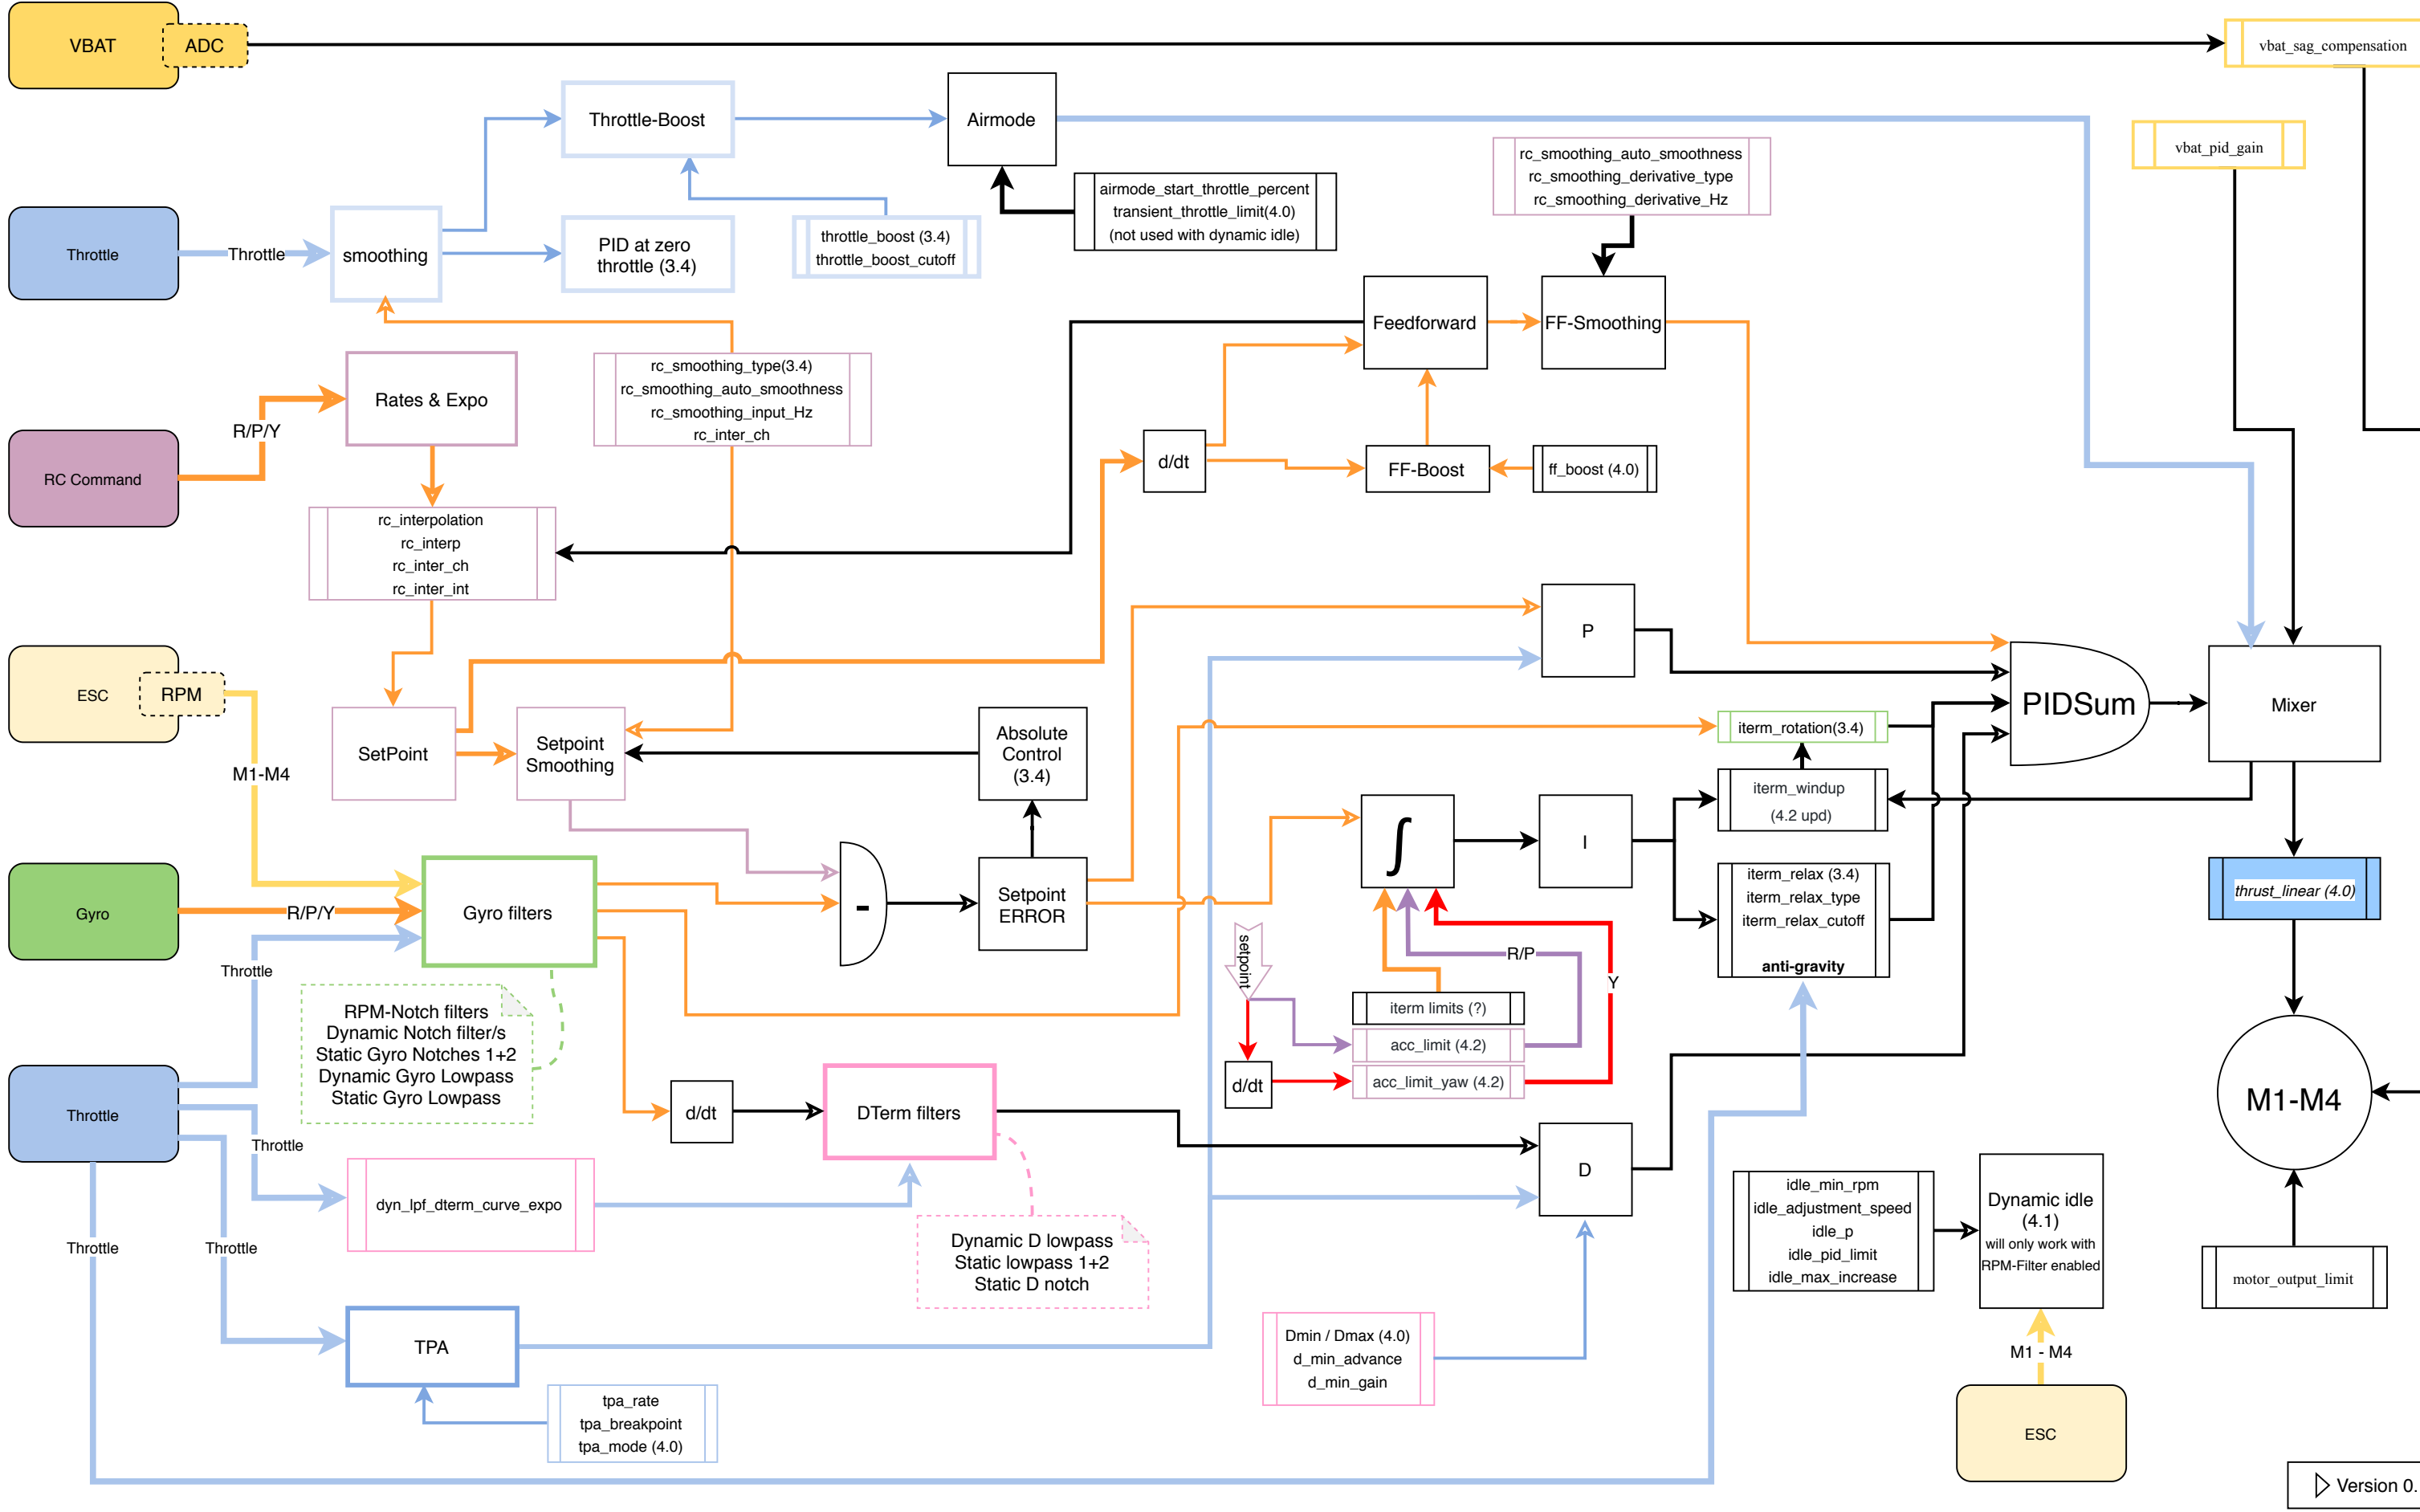 VBAT
ADC
vbat_sag_compensation
Throttle-Boost
Airmode
vbat_pid_gain
rc_smoothing_auto_smoothness
rc_smoothing_derivative_type
rc_smoothing_derivative_Hz
airmode_start_throttle_percent
transient_throttle_limit(4.0)
(not used with dynamic idle)
Throttle
Throttle
smoothing
PID at zero
throttle (3.4)
throttle_boost (3.4)
throttle_boost_cutoff
Feedforward
FF-Smoothing
rc_smoothing_type(3.4)
rc_smoothing_auto_smoothness
rc_smoothing_input_Hz
rc_inter_ch
Rates & Expo
R/P/Y
RC Command
d/dt
FF-Boost
ff_boost (4.0)
rc_interpolation
rc_interp
rc_inter_ch
rc_inter_int
P
ESC
RPM
PIDSum
Mixer
iterm_rotation(3.4)
SetPoint
Setpoint
Smoothing
Absolute
Control
(3.4)
M1-M4
iterm_windup
(4.2 upd)
∫
I
iterm_relax (3.4)
iterm_relax_type
iterm_relax_cutoff
anti-gravity
thrust_linear (4.0)
Gyro
R/P/Y
Gyro filters
-
Setpoint
ERROR
setpoint
R/P
Y
Throttle
iterm limits (?)
acc_limit (4.2)
acc_limit_yaw (4.2)
d/dt
RPM-Notch filters
Dynamic Notch filter/s
Static Gyro Notches 1+2
Dynamic Gyro Lowpass
Static Gyro Lowpass
M1-M4
Throttle
d/dt
DTerm filters
Throttle
D
dyn_lpf_dterm_curve_expo
Throttle
Throttle
Dynamic D lowpass
Static lowpass 1+2
Static D notch
idle_min_rpm
idle_adjustment_speed
idle_p
idle_pid_limit
idle_max_increase
Dynamic idle
(4.1)
will only work with
RPM-Filter enabled
motor_output_limit
TPA
Dmin / Dmax (4.0)
d_min_advance
d_min_gain
M1 - M4
tpa_rate
tpa_breakpoint
tpa_mode (4.0)
ESC
Version 0.